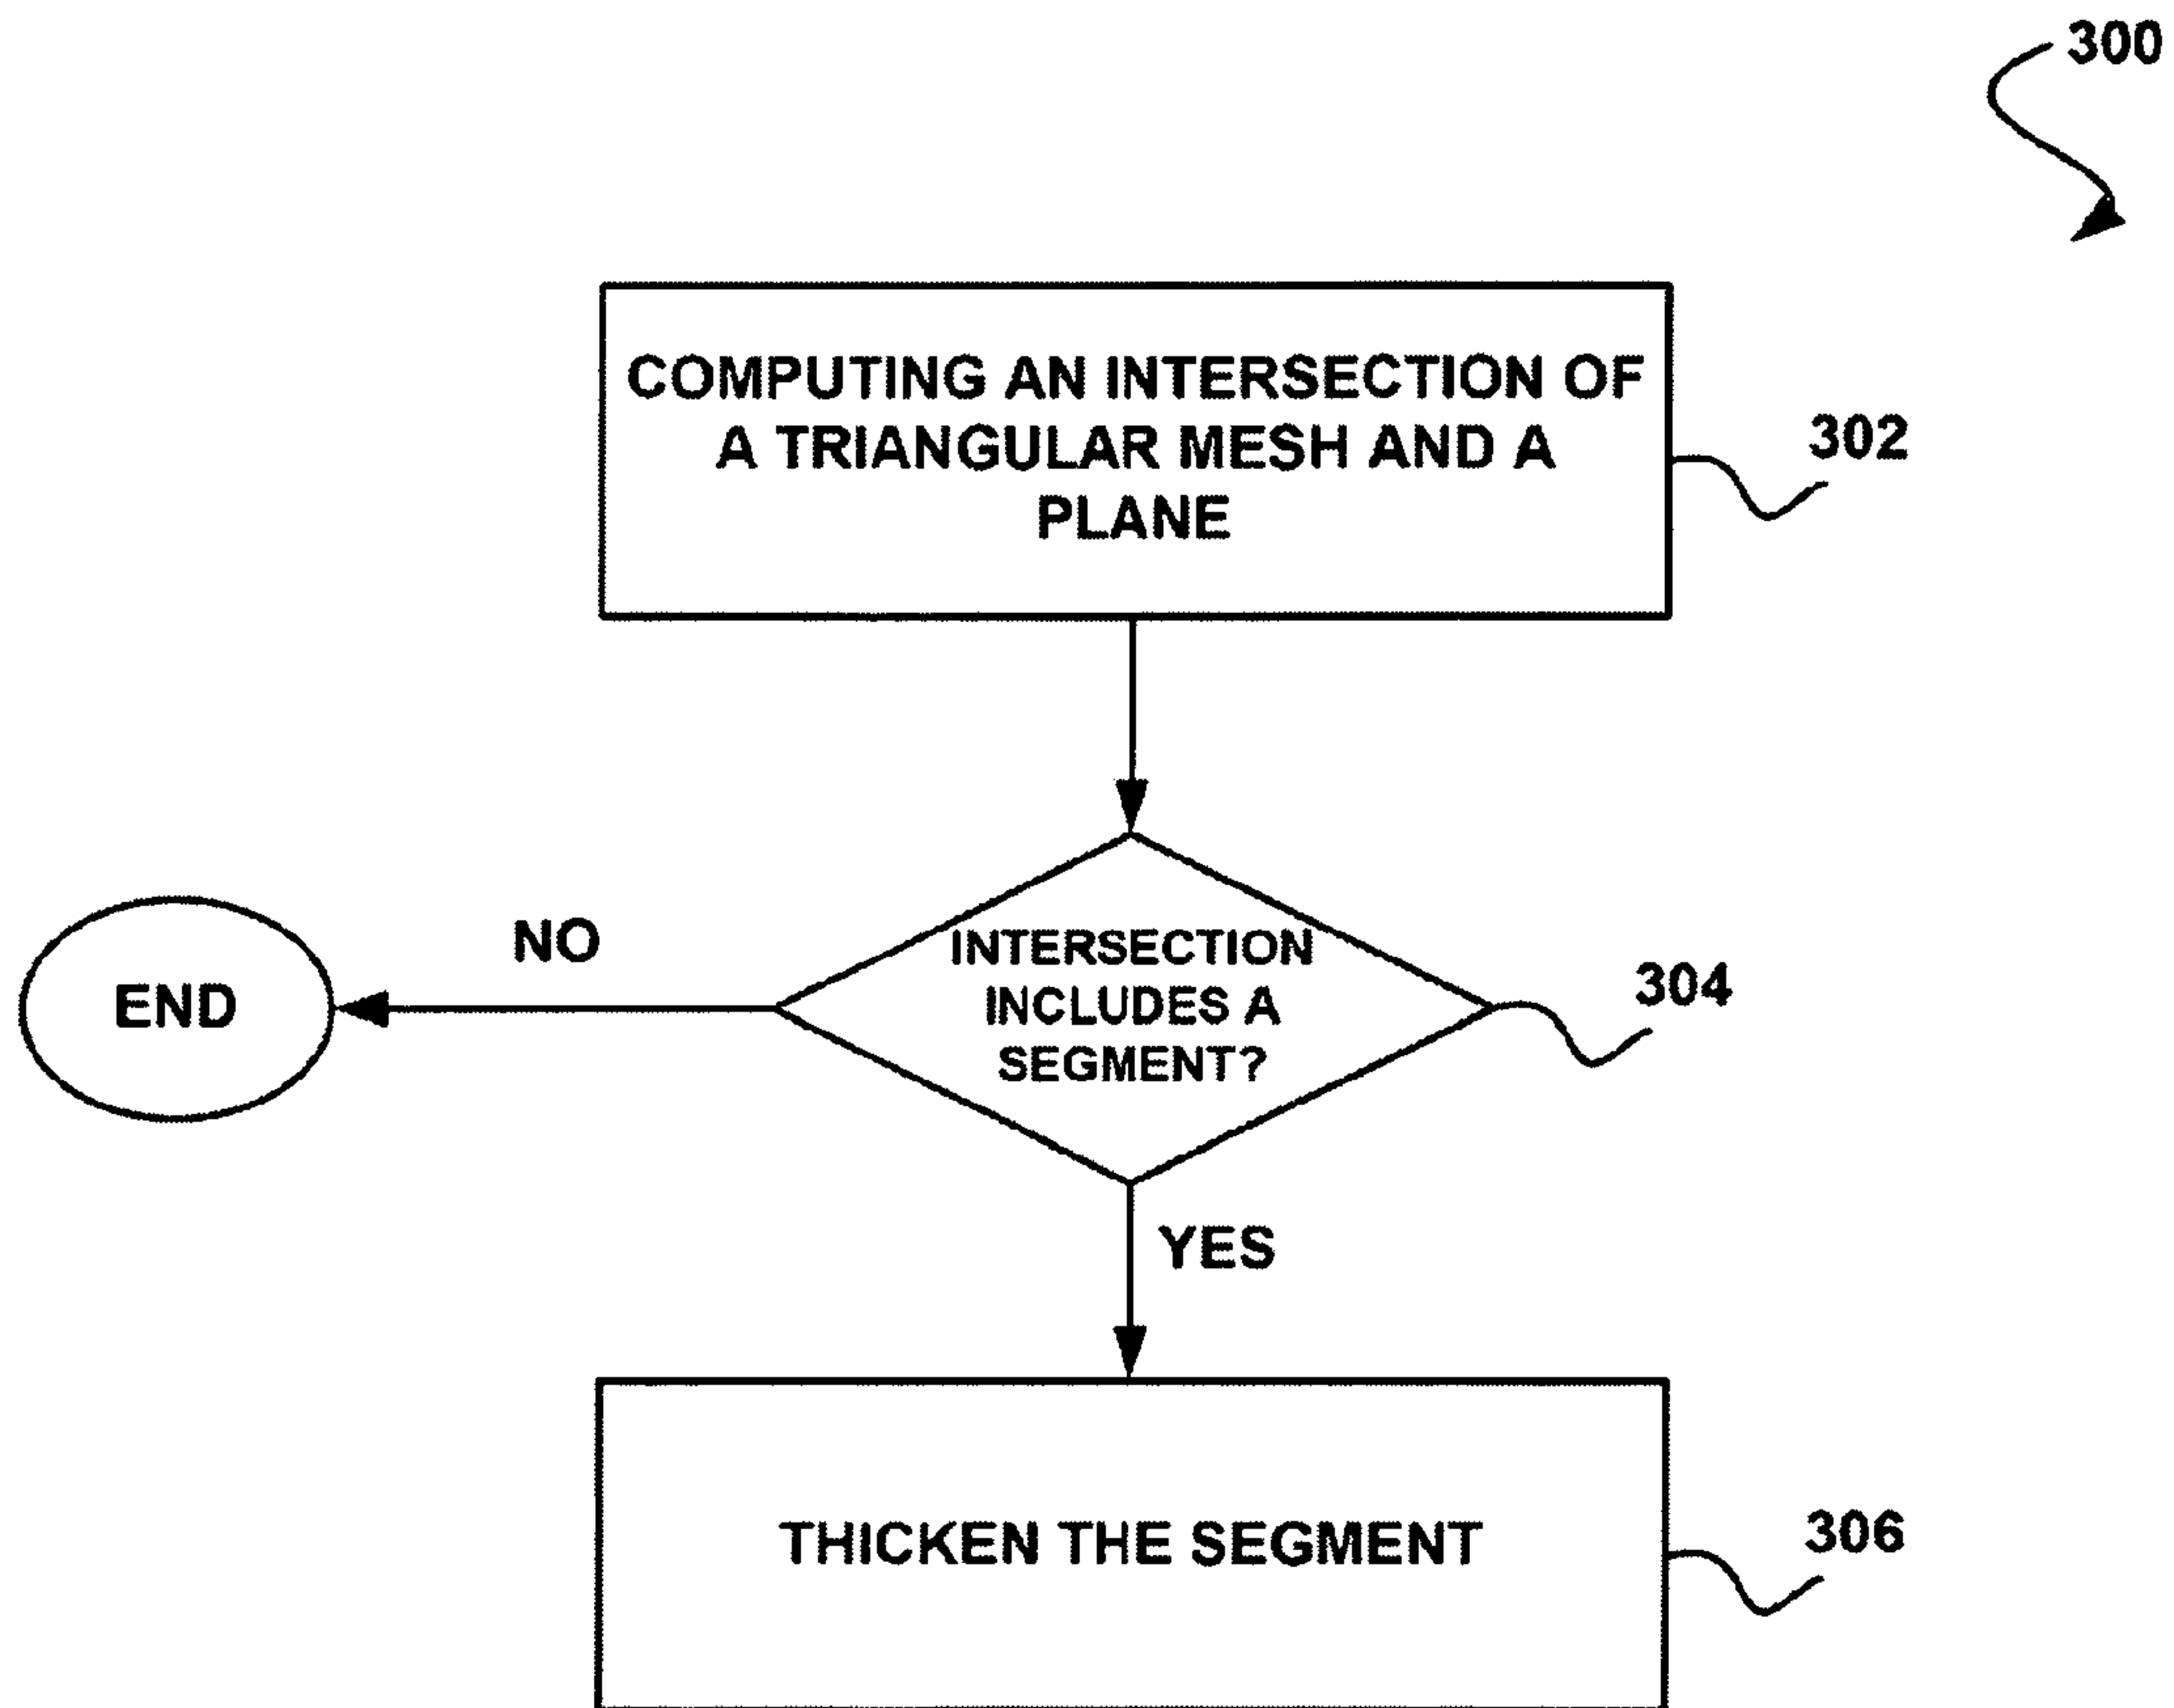 300
COMPUTING AN INTERSECTION OF
A TRIANGULAR MESH AND A
PLANE
302
NO
END
INTERSECTION
INCLUDES A
SEGMENT?
304
YES
THICKEN THE SEGMENT
306